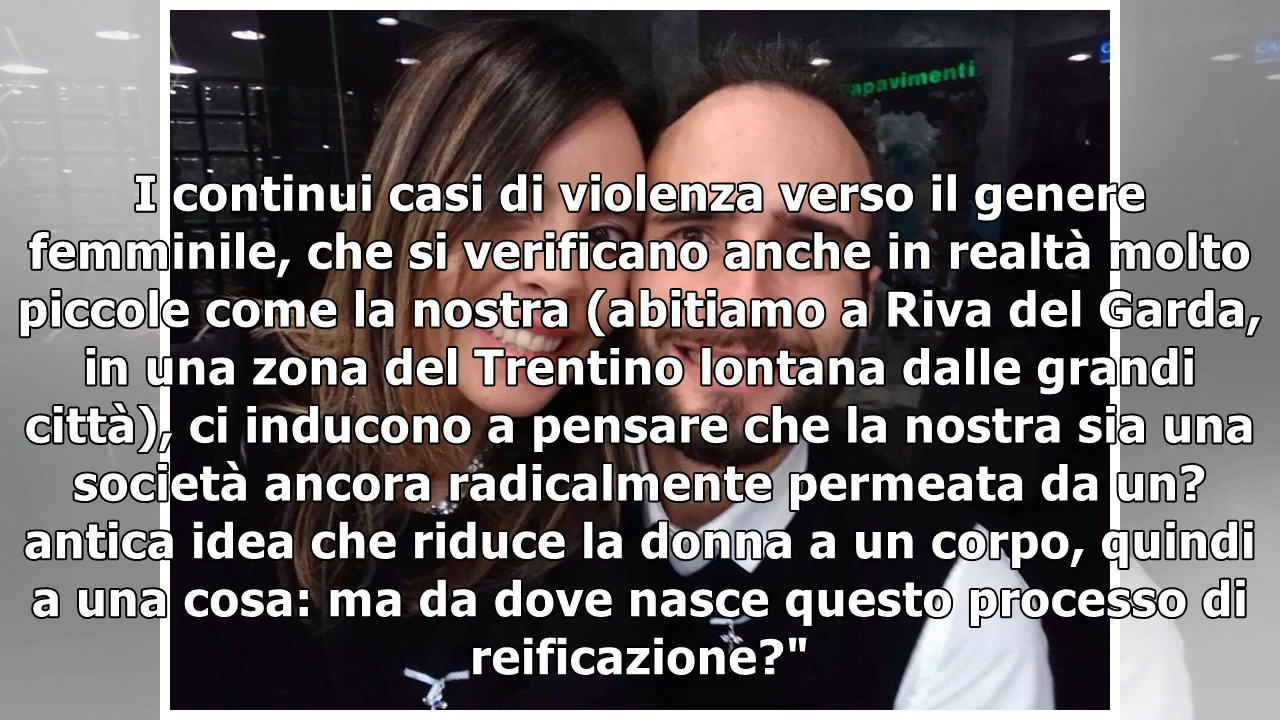 apavimenti
I continui casi di violenza verso il genere
femminile, che si verificano anche in realtà molto
piccole come la nostra (abitiamo a Riva del Garda,
in una zona del Trentino lontana dalle grandi
città), ci inducono a pensare che la nostra sia una
società ancora radicalmente permeata da un?
antica idea che riduce la donna a un corpo, quindi
a una cosa: ma da dove nasce questo processo di
reificazione?"